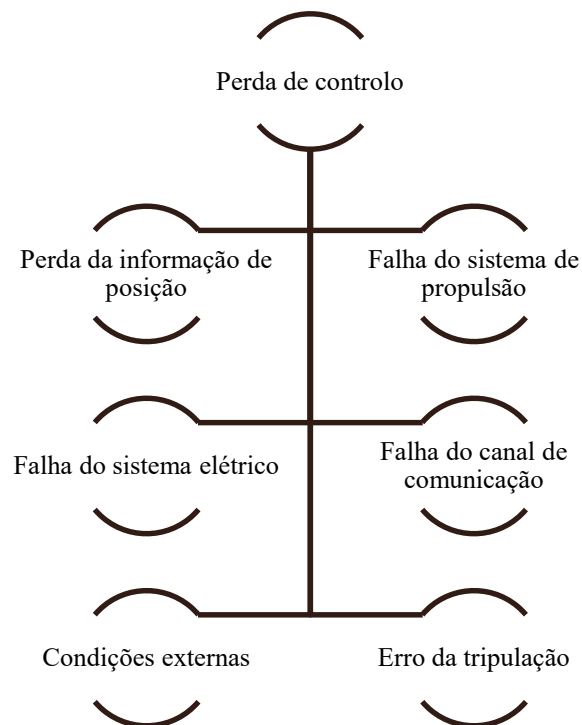 Perda de controlo
Perda da informação de
posição
Falha do sistema de
propulsão
Falha do sistema elétrico
Falha do canal de
comunicação
Condições externas
Erro da tripulação